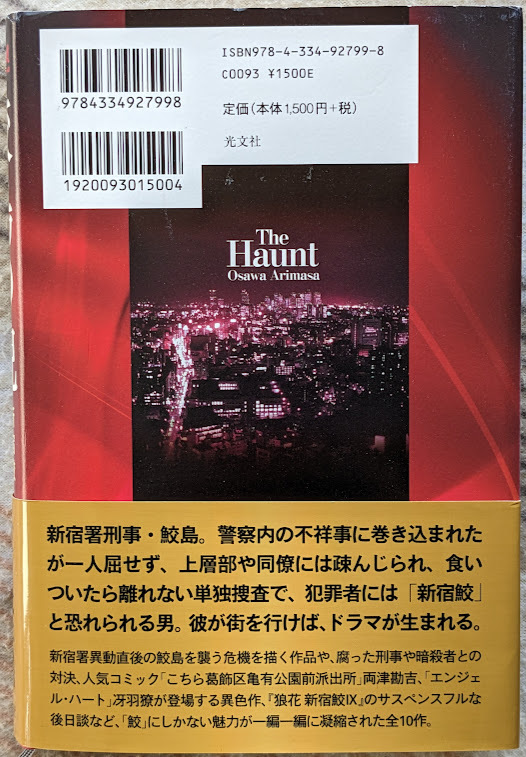 ISBN978-4-334-92799-8
C0093 ¥1500E
9784334927998
定価(本体1,500円+税)
光文社
1920093015004
The
Haunt
Osawa Arimasa
新宿署刑事・鮫島。警察内の不祥事に巻き込まれた
が一人屈せず、上層部や同僚には疎んじられ、食い
ついたら離れない単独捜査で、犯罪者には「新宿鮫」
と恐れられる男。彼が街を行けば、ドラマが生まれる。
新宿署異動直後の鮫島を襲う危機を描く作品や、腐った刑事や暗殺者との
対決、人気コミック「こちら葛飾区亀有公園前派出所」両津勘吉、「エンジェ
ル・ハート」冴羽獠が登場する異色作、『狼花 新宿鮫Ⅸ』のサスペンスフルな
後日談など、「鮫」にしかない魅力が一編一編に凝縮された全10作。